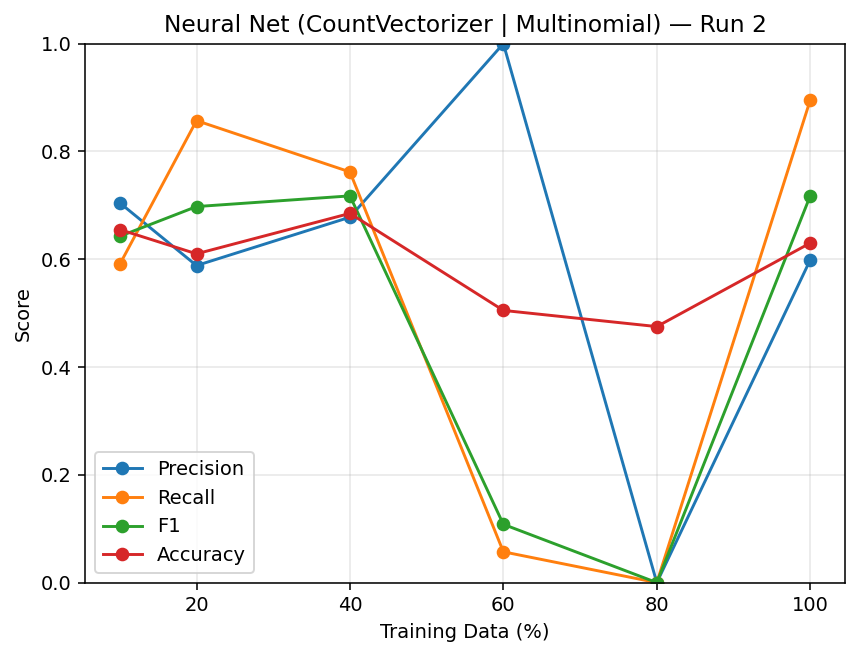 Neural Net (CountVectorizer | Multinomial) — Run 2
1.0
0.8
0.6
0.4
0.2
0.0
Score
Precision
Recall
F1
Accuracy
20 40 60 80 100
Training Data (%)